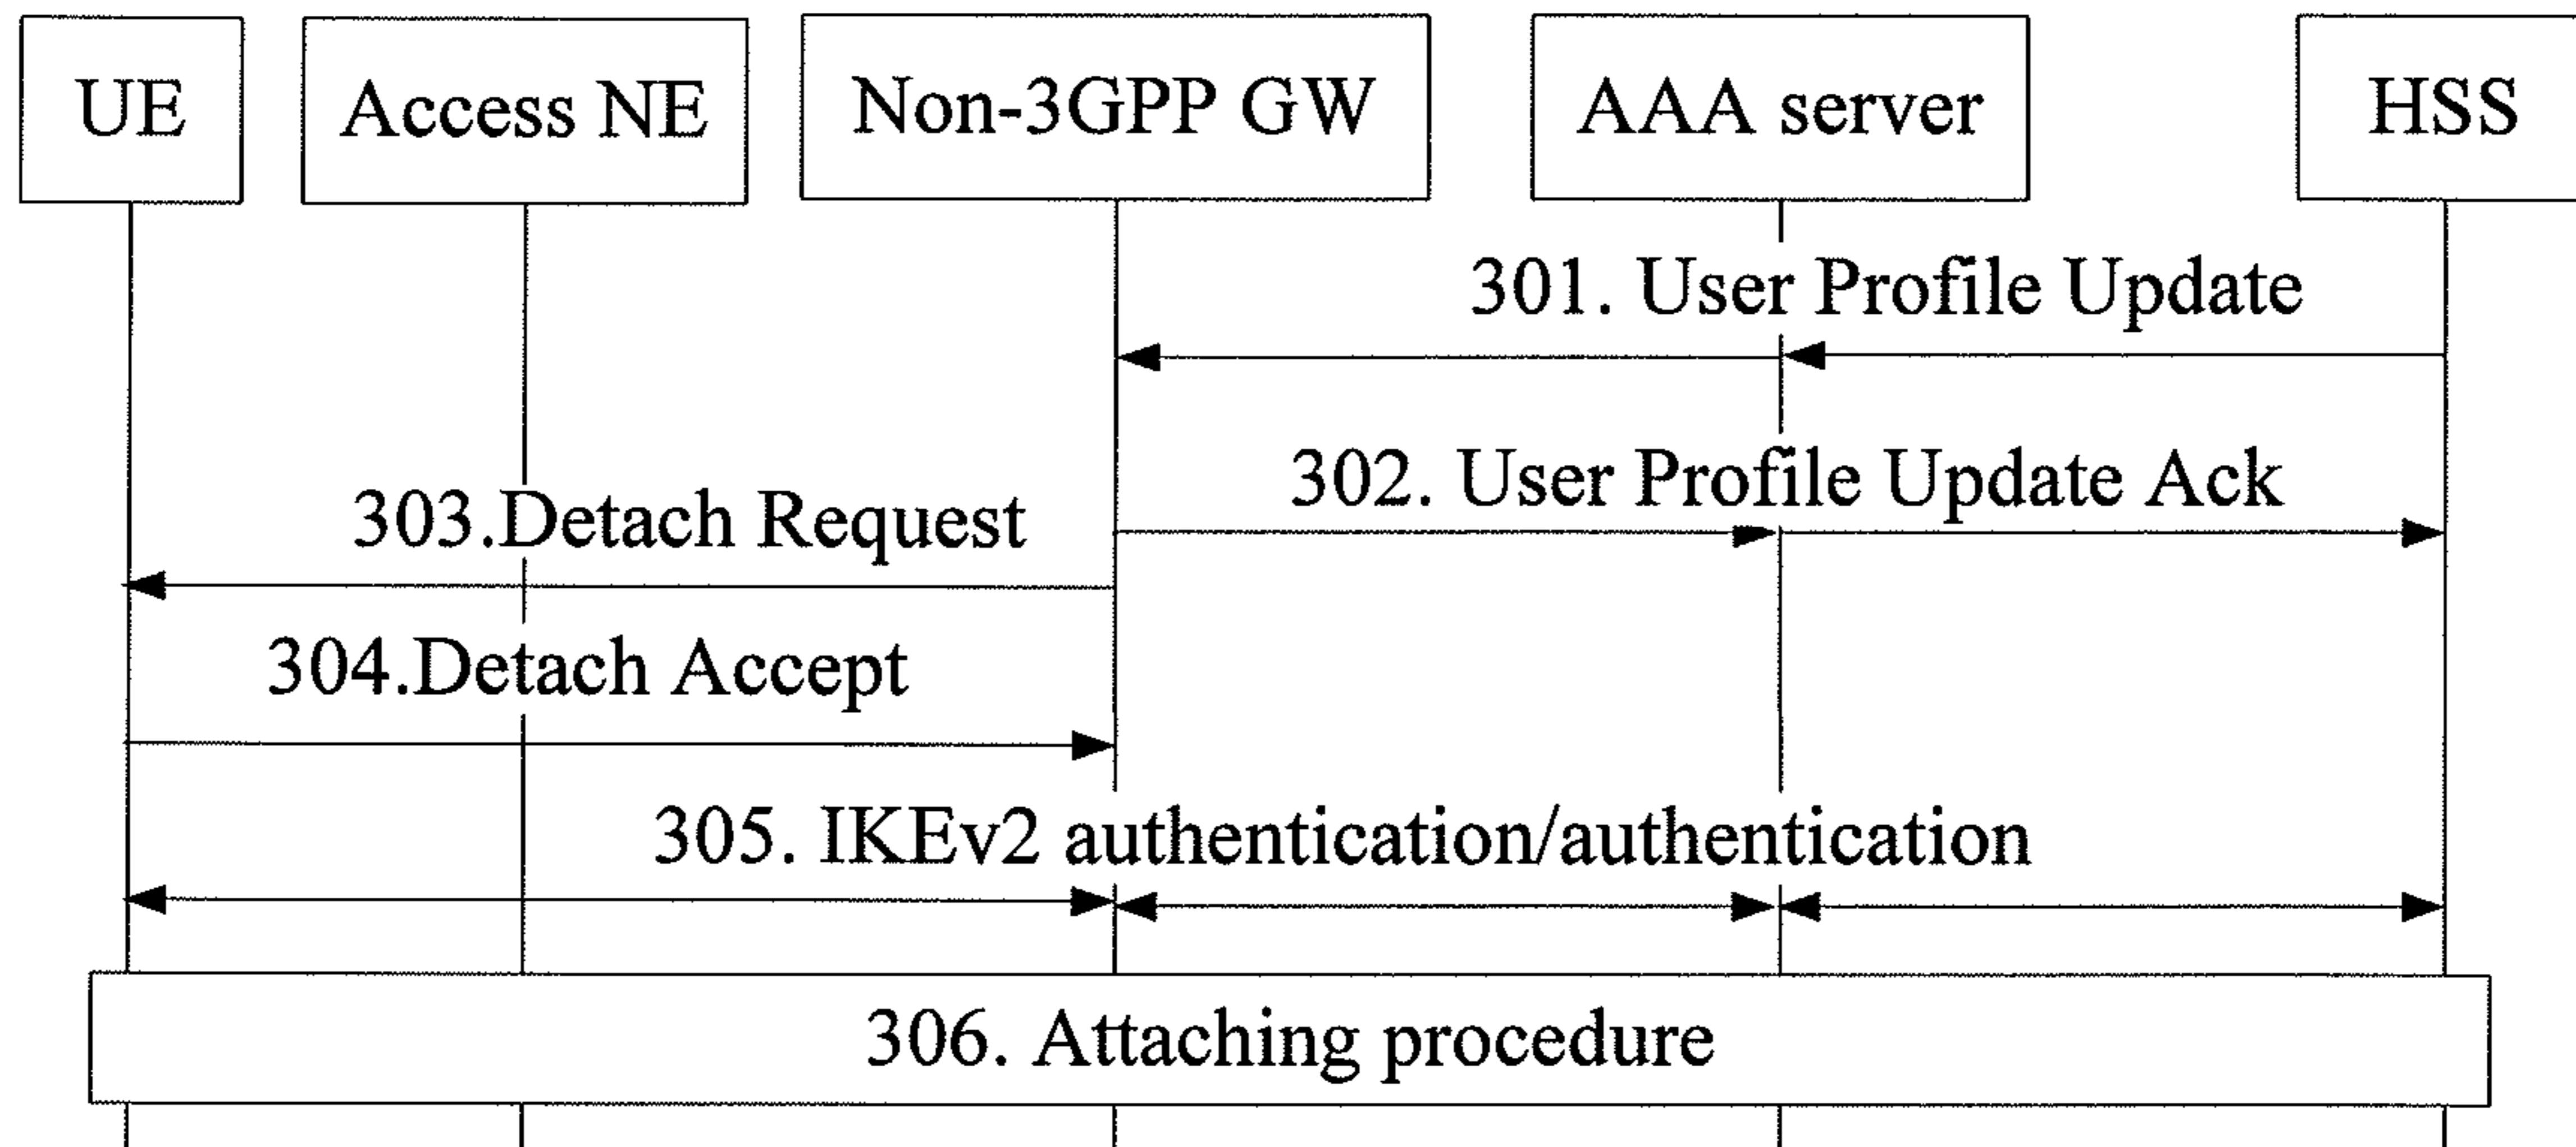 UE
Access NE
Non-3GPP GW
AAA server
HSS
301. User Profile Update
302. User Profile Update Ack
303.Detach Request
304.Detach Accept
305. IKEv2 authentication/authentication
306. Attaching procedure